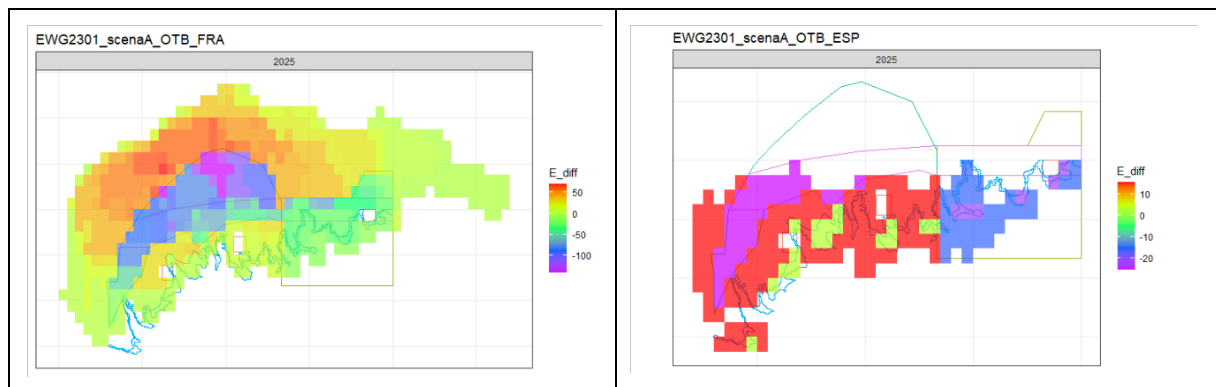 EWG2301_scenaA_OTB_FRA
2025
E_diff
50
0
-50
-100
EWG2301_scenaA_OTB_ESP
2025
E_diff
10
0
-10
-20